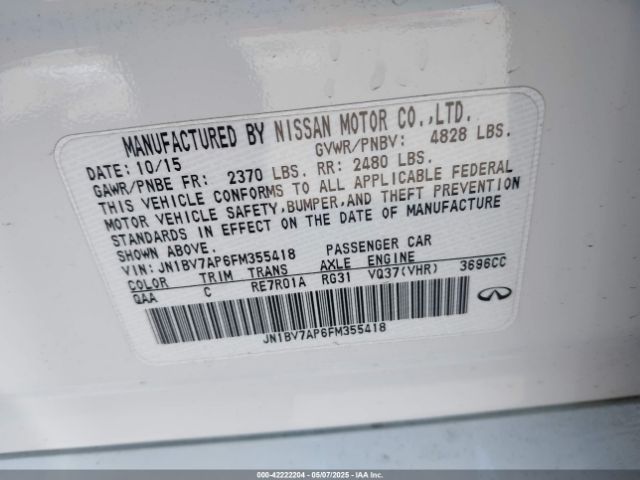 MANUFACTURED BY NISSAN MOTOR CO.,LTD.
DATE: 10/15 GVWR/PNBV: 4828 LBS.
GAWR/PNBE FR: 2370 LBS. RR: 2480 LBS.
THIS VEHICLE CONFORMS TO ALL APPLICABLE FEDERAL
MOTOR VEHICLE SAFETY,BUMPER,AND THEFT PREVENTION
STANDARDS IN EFFECT ON THE DATE OF MANUFACTURE
SHOWN ABOVE.
VIN: JN1BV7AP6FM355418 PASSENGER CAR
COLOR TRIM TRANS AXLE ENGINE
QAA C RE7R01A RG31 VQ37(VHR) 3696CC
JN1BV7AP6FM355418
000-42222204 | 05/07/2025 | iaai.com/ca